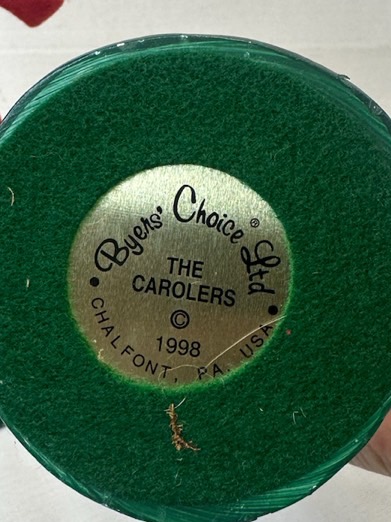 Byers' Choice® Ltd
THE
CAROLERS
©
1998
• CHALFONT, PA. USA •